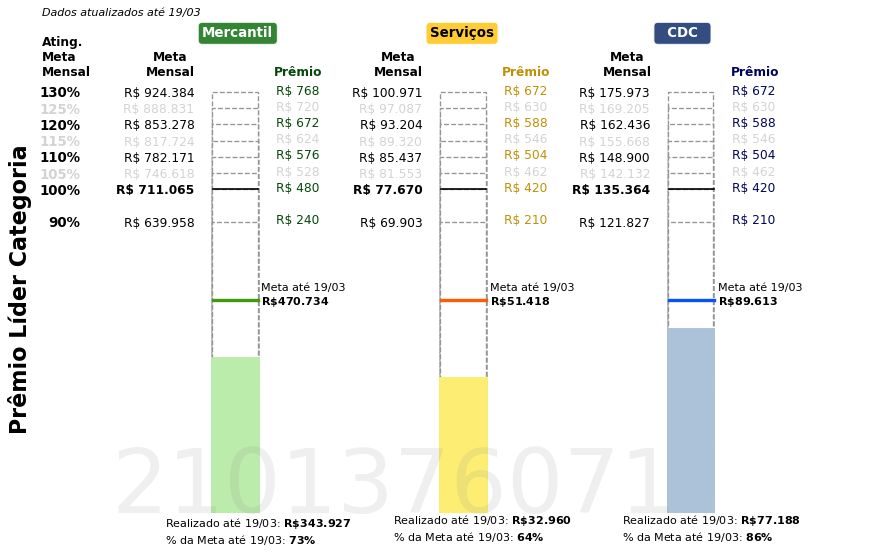 Dados atualizados até 19/03
Mercantil Serviços CDC
Ating. Meta Mensal Meta Mensal Prêmio Meta Mensal Prêmio Meta Mensal Prêmio
130% R$ 924.384 R$ 768 R$ 100.971 R$ 672 R$ 175.973 R$ 672
125% R$ 888.831 R$ 720 R$ 97.087 R$ 630 R$ 169.205 R$ 630
120% R$ 853.278 R$ 672 R$ 93.204 R$ 588 R$ 162.436 R$ 588
115% R$ 817.724 R$ 624 R$ 89.320 R$ 546 R$ 155.668 R$ 546
110% R$ 782.171 R$ 576 R$ 85.437 R$ 504 R$ 148.900 R$ 504
105% R$ 746.618 R$ 528 R$ 81.553 R$ 462 R$ 142.132 R$ 462
100% R$ 711.065 R$ 480 R$ 77.670 R$ 420 R$ 135.364 R$ 420
90% R$ 639.958 R$ 240 R$ 69.903 R$ 210 R$ 121.827 R$ 210
Prêmio Líder Categoria
Meta até 19/03 Meta até 19/03 Meta até 19/03
R$470.734 R$51.418 R$89.613
2101376071
Realizado até 19/03: R$343.927 Realizado até 19/03: R$32.960 Realizado até 19/03: R$77.188
% da Meta até 19/03: 73% % da Meta até 19/03: 64% % da Meta até 19/03: 86%